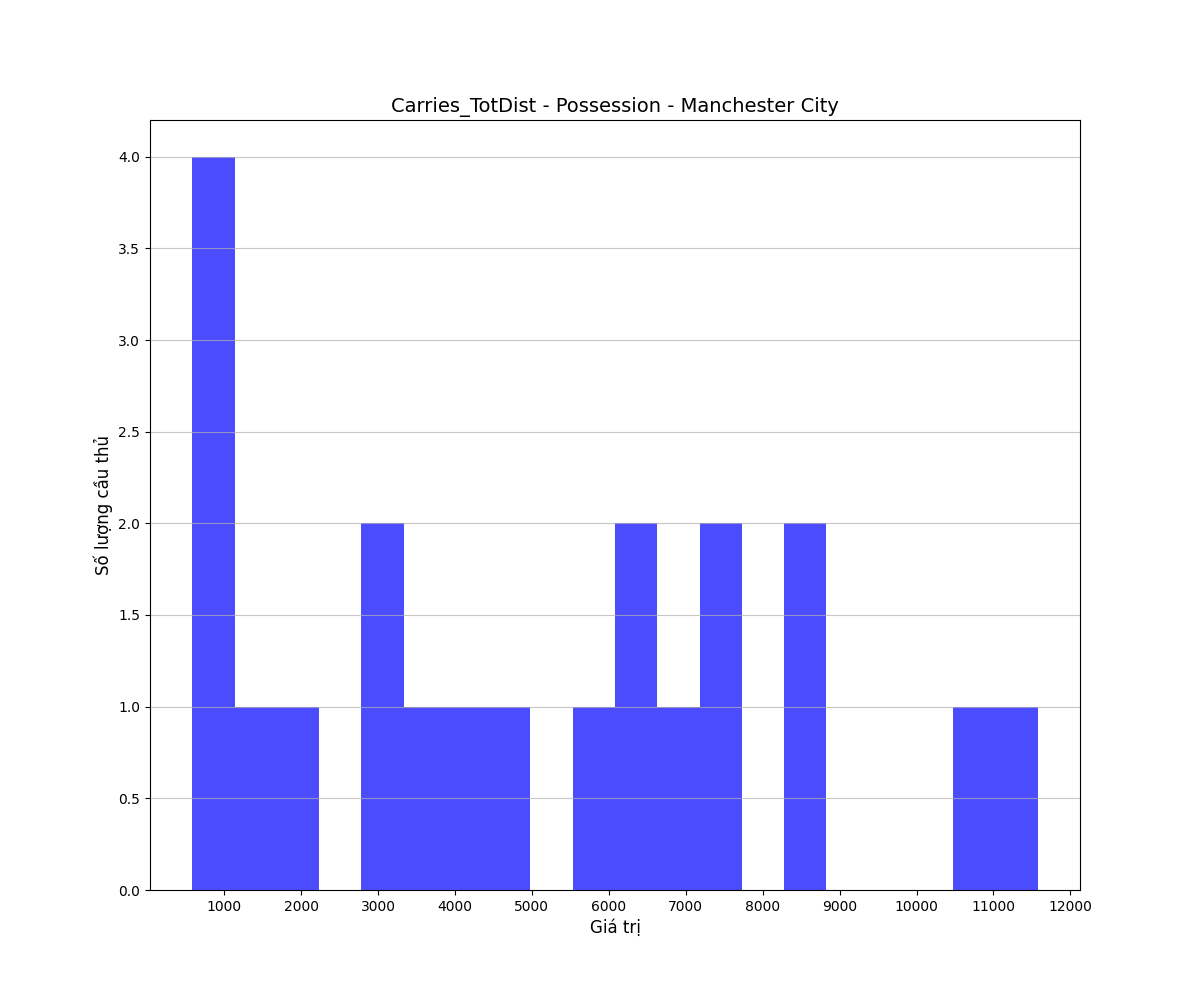 Carries_TotDist - Possession - Manchester City
4.0
3.5
3.0
2.5
2.0
1.5
1.0
0.5
0.0
Số lượng cầu thủ
1000 2000 3000 4000 5000 6000 7000 8000 9000 10000 11000 12000
Giá trị